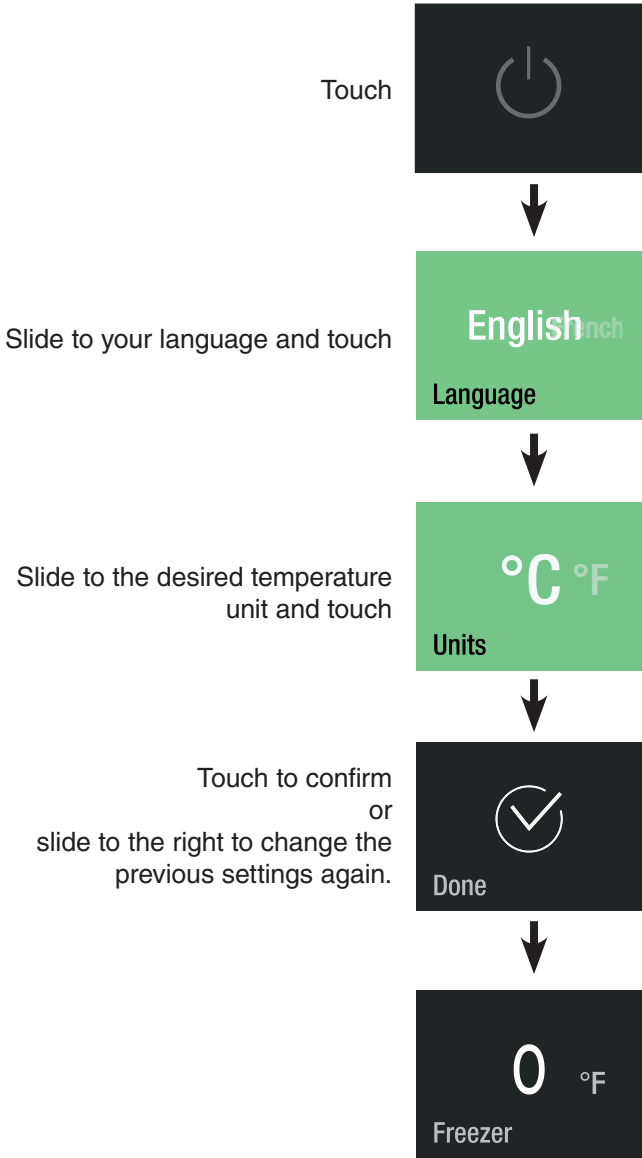 Touch
Slide to your language and touch
English French
Language
Slide to the desired temperature
unit and touch
°C °F
Units
Touch to confirm
or
slide to the right to change the
previous settings again.
Done
0 °F
Freezer